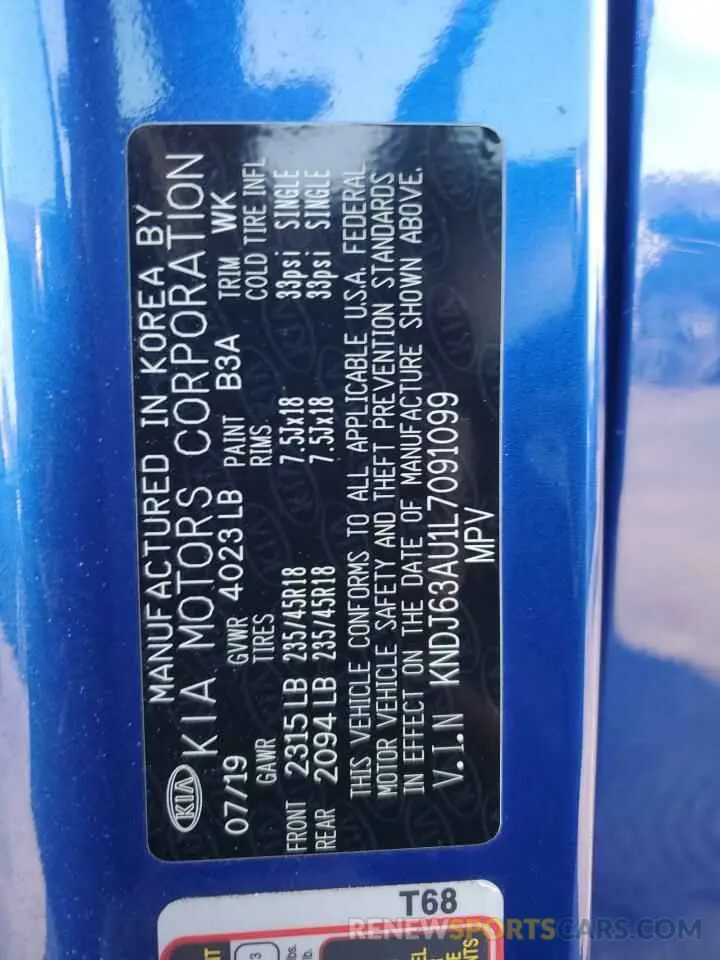 MANUFACTURED IN KOREA BY
KIA KIA MOTORS CORPORATION
07/19 GVWR 4023 LB PAINT B3A TRIM WK
GAWR TIRES RIMS COLD TIRE INFL
FRONT 2315 LB 235/45R18 7.5Jx18 33psi SINGLE
REAR 2094 LB 235/45R18 7.5Jx18 33psi SINGLE
THIS VEHICLE CONFORMS TO ALL APPLICABLE U.S.A. FEDERAL
MOTOR VEHICLE SAFETY AND THEFT PREVENTION STANDARDS
IN EFFECT ON THE DATE OF MANUFACTURE SHOWN ABOVE.
V.I.N KNDJ63AU1L7091099
MPV
T68
RENEWSPORTSCARS.COM